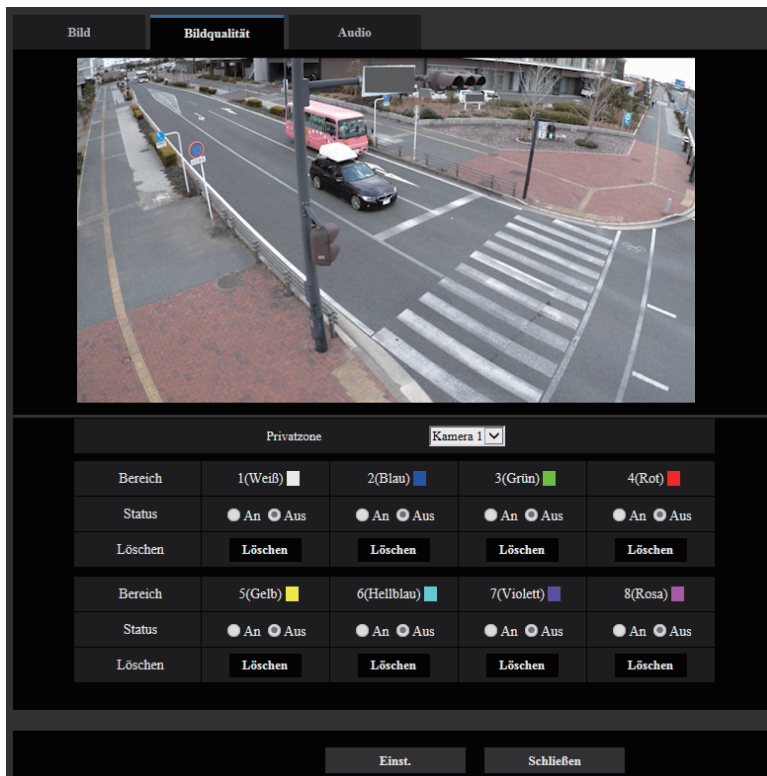 Bild Bildqualität Audio
Privatzone Kamera 1
Bereich 1(Weiß) 2(Blau) 3(Grün) 4(Rot)
Status An Aus An Aus An Aus An Aus
Löschen Löschen Löschen Löschen Löschen
Bereich 5(Gelb) 6(Hellblau) 7(Violett) 8(Rosa)
Status An Aus An Aus An Aus An Aus
Löschen Löschen Löschen Löschen Löschen
Einst. Schließen